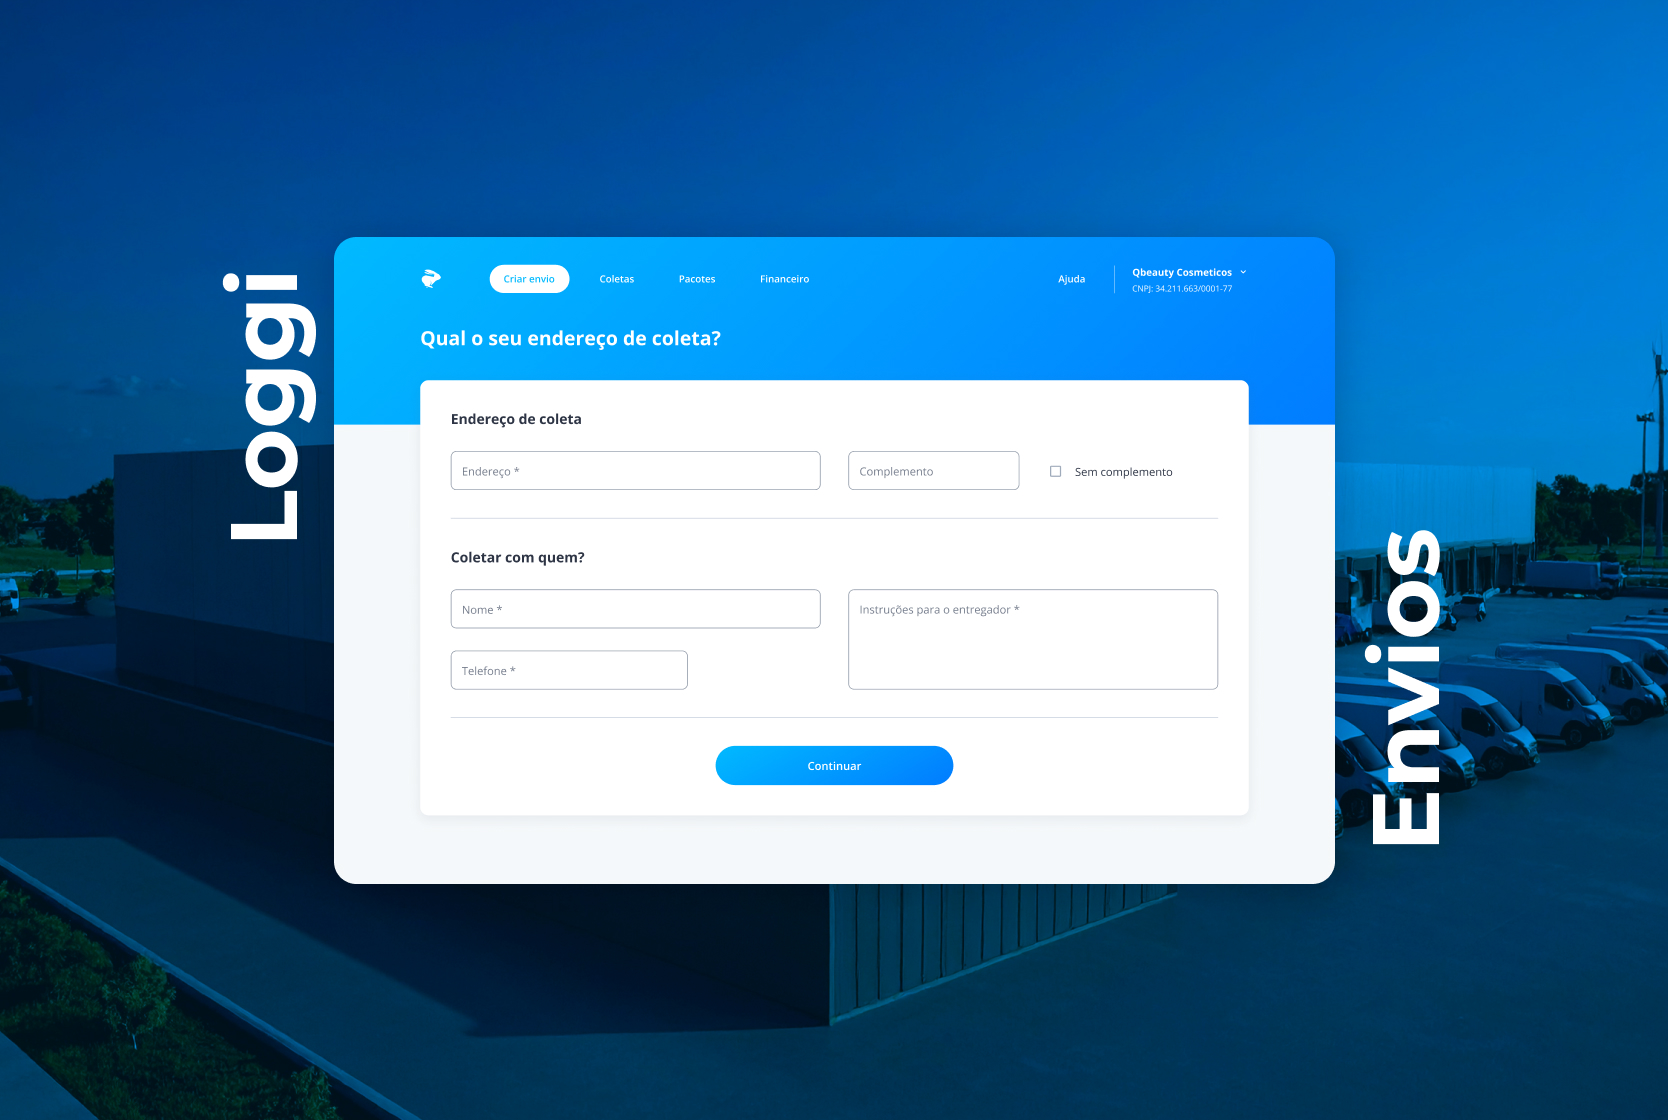 Loggi
Criar envio
Coletas
Pacotes
Financeiro
Ajuda
Qbeauty Cosmeticos
CNPJ: 34.211.663/0001-77
Qual o seu endereço de coleta?
Endereço de coleta
Endereço *
Complemento
Sem complemento
Coletar com quem?
Nome *
Instruções para o entregador *
Telefone *
Continuar
Envios